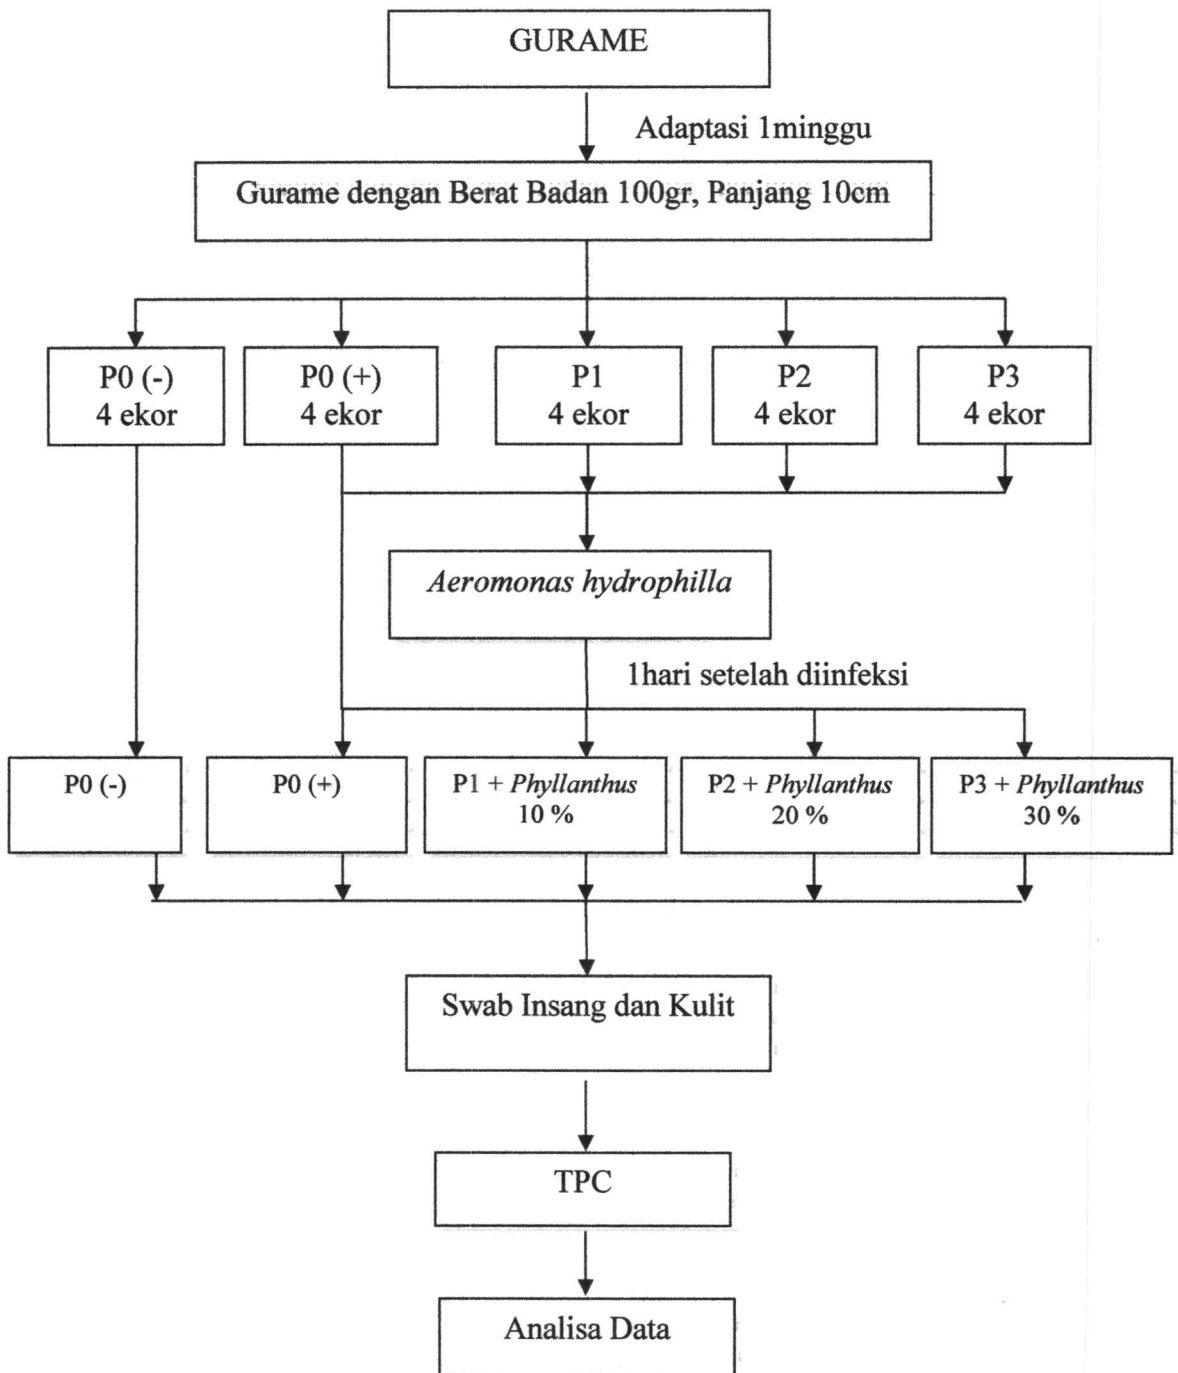 GURAME
Adaptasi 1minggu
Gurame dengan Berat Badan 100gr, Panjang 10cm
P0 (-)
4 ekor
P0 (+)
4 ekor
P1
4 ekor
P2
4 ekor
P3
4 ekor
Aeromonas hydrophilla
1hari setelah diinfeksi
P0 (-)
P0 (+)
P1 + Phyllanthus
10 %
P2 + Phyllanthus
20 %
P3 + Phyllanthus
30 %
Swab Insang dan Kulit
TPC
Analisa Data